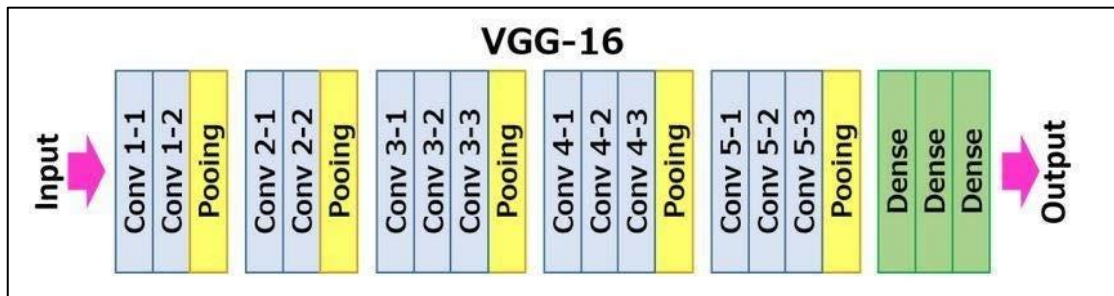 VGG-16
Input
Conv 1-1
Conv 1-2
Pooing
Conv 2-1
Conv 2-2
Pooing
Conv 3-1
Conv 3-2
Conv 3-3
Pooing
Conv 4-1
Conv 4-2
Conv 4-3
Pooing
Conv 5-1
Conv 5-2
Conv 5-3
Pooing
Dense
Dense
Dense
Output